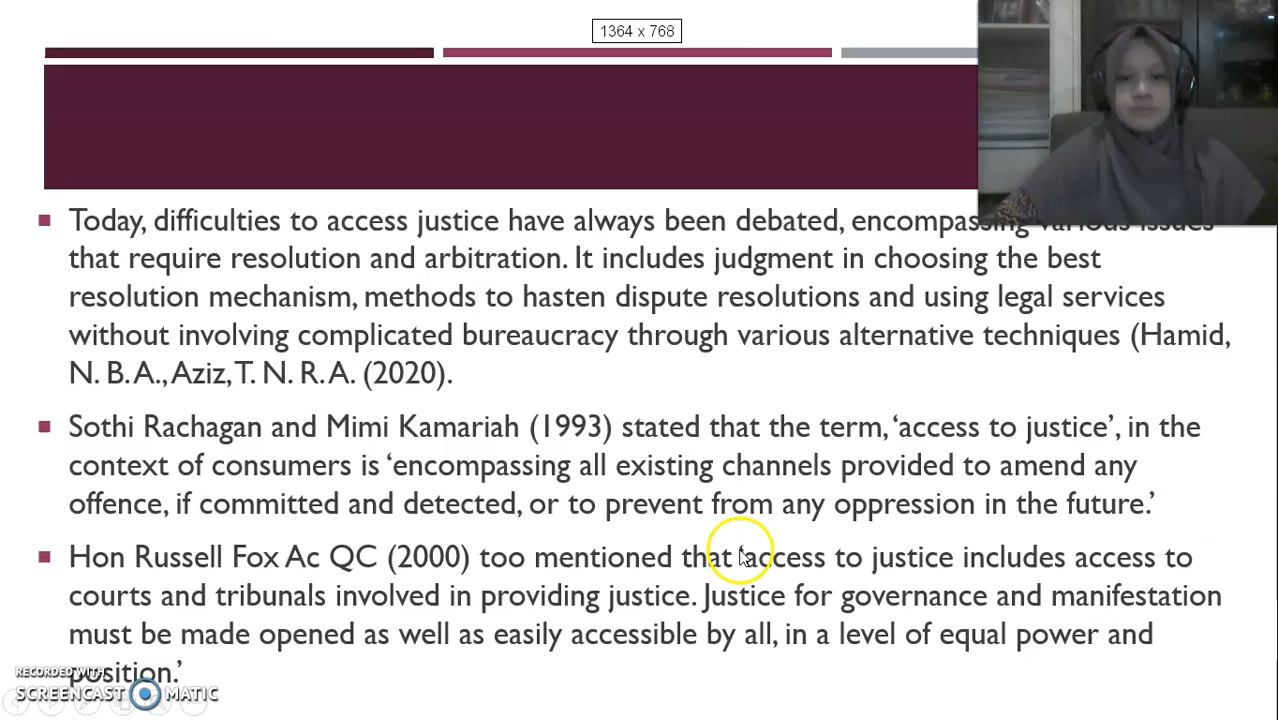 1364 x 768
Today, difficulties to access justice have always been debated, encompassing various issues
that require resolution and arbitration. It includes judgment in choosing the best
resolution mechanism, methods to hasten dispute resolutions and using legal services
without involving complicated bureaucracy through various alternative techniques (Hamid,
N. B. A., Aziz, T. N. R. A. (2020).
Sothi Rachagan and Mimi Kamariah (1993) stated that the term, ‘access to justice’, in the
context of consumers is ‘encompassing all existing channels provided to amend any
offence, if committed and detected, or to prevent from any oppression in the future.’
Hon Russell Fox Ac QC (2000) too mentioned that ‘access to justice includes access to
courts and tribunals involved in providing justice. Justice for governance and manifestation
must be made opened as well as easily accessible by all, in a level of equal power and
position.’
RECORDED WITH
SCREENCAST MATIC